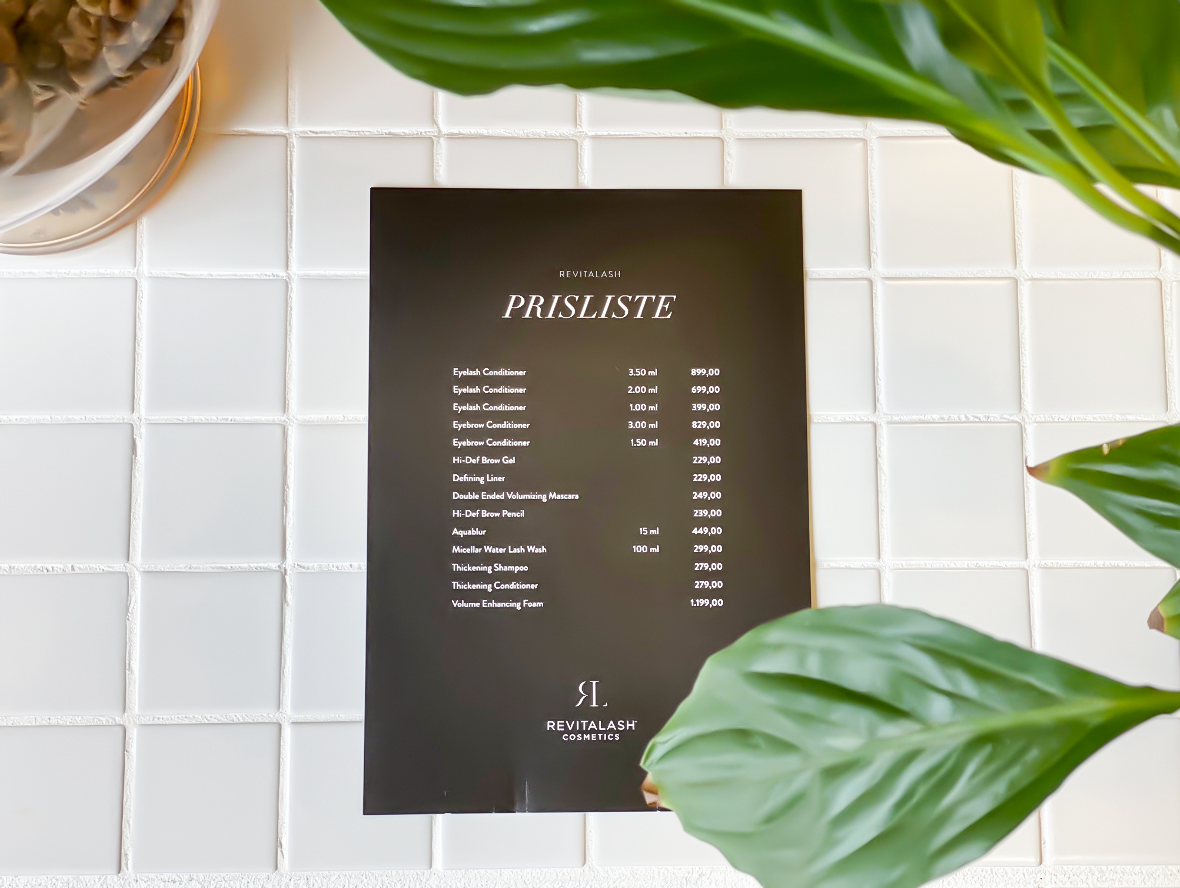 REVITALASH
PRISLISTE
Eyelash Conditioner 3.50 ml 899,00
Eyelash Conditioner 2.00 ml 699,00
Eyelash Conditioner 1.00 ml 399,00
Eyebrow Conditioner 3.00 ml 829,00
Eyebrow Conditioner 1.50 ml 419,00
Hi-Def Brow Gel 229,00
Defining Liner 229,00
Double Ended Volumizing Mascara 249,00
Hi-Def Brow Pencil 239,00
Aquablur 15 ml 449,00
Micellar Water Lash Wash 100 ml 299,00
Thickening Shampoo 279,00
Thickening Conditioner 279,00
Volume Enhancing Foam 1.199,00
RL
REVITALASH
COSMETICS